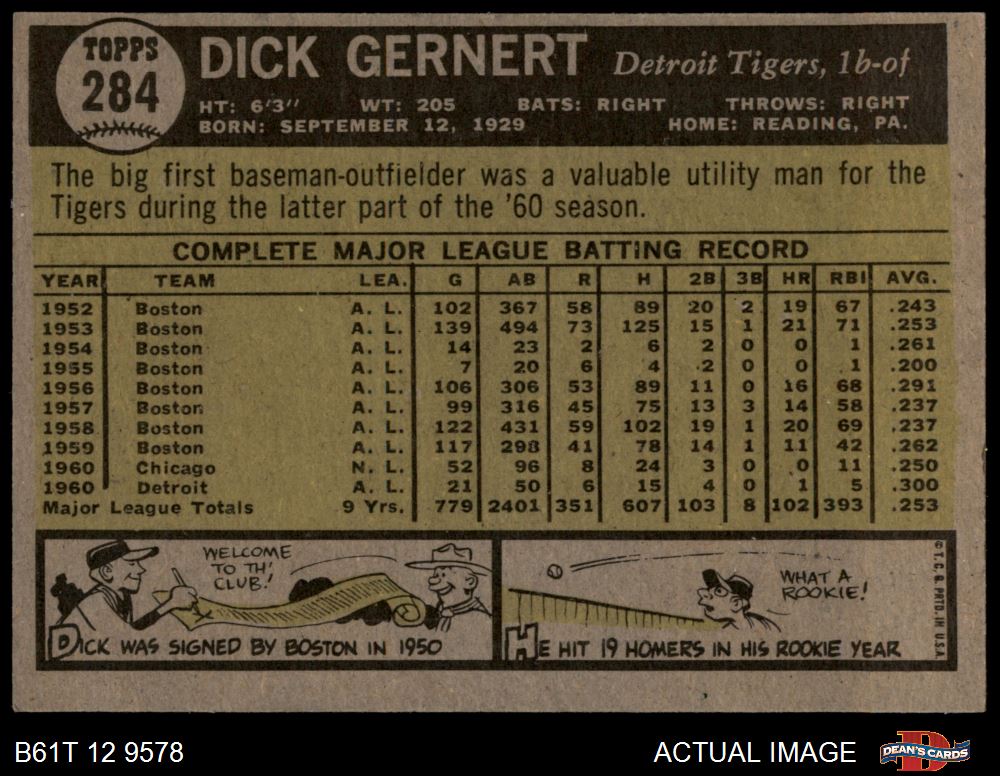 TOPPS
284
DICK GERNERT Detroit Tigers, 1b-of
HT: 6'3" WT: 205 BATS: RIGHT THROWS: RIGHT
BORN: SEPTEMBER 12, 1929 HOME: READING, PA.
The big first baseman-outfielder was a valuable utility man for the
Tigers during the latter part of the '60 season.
COMPLETE MAJOR LEAGUE BATTING RECORD
YEAR TEAM LEA. G AB R H 2B 3B HR RBI AVG.
1952 Boston A. L. 102 367 58 89 20 2 19 67 .243
1953 Boston A. L. 139 494 73 125 15 1 21 71 .253
1954 Boston A. L. 14 23 2 6 2 0 0 1 .261
1955 Boston A. L. 7 20 6 4 2 0 0 1 .200
1956 Boston A. L. 106 306 53 89 11 0 16 68 .291
1957 Boston A. L. 99 316 45 75 13 3 14 58 .237
1958 Boston A. L. 122 431 59 102 19 1 20 69 .237
1959 Boston A. L. 117 298 41 78 14 1 11 42 .262
1960 Chicago N. L. 52 96 8 24 3 0 0 11 .250
1960 Detroit A. L. 21 50 6 15 4 0 1 5 .300
Major League Totals 9 Yrs. 779 2401 351 607 103 8 102 393 .253
WELCOME
TO TH'
CLUB!
DICK WAS SIGNED BY BOSTON IN 1950
WHAT A
ROOKIE!
HE HIT 19 HOMERS IN HIS ROOKIE YEAR
© T. C. G. PRTD. IN U.S.A.
B61T 12 9578 ACTUAL IMAGE
DEAN'S CARDS